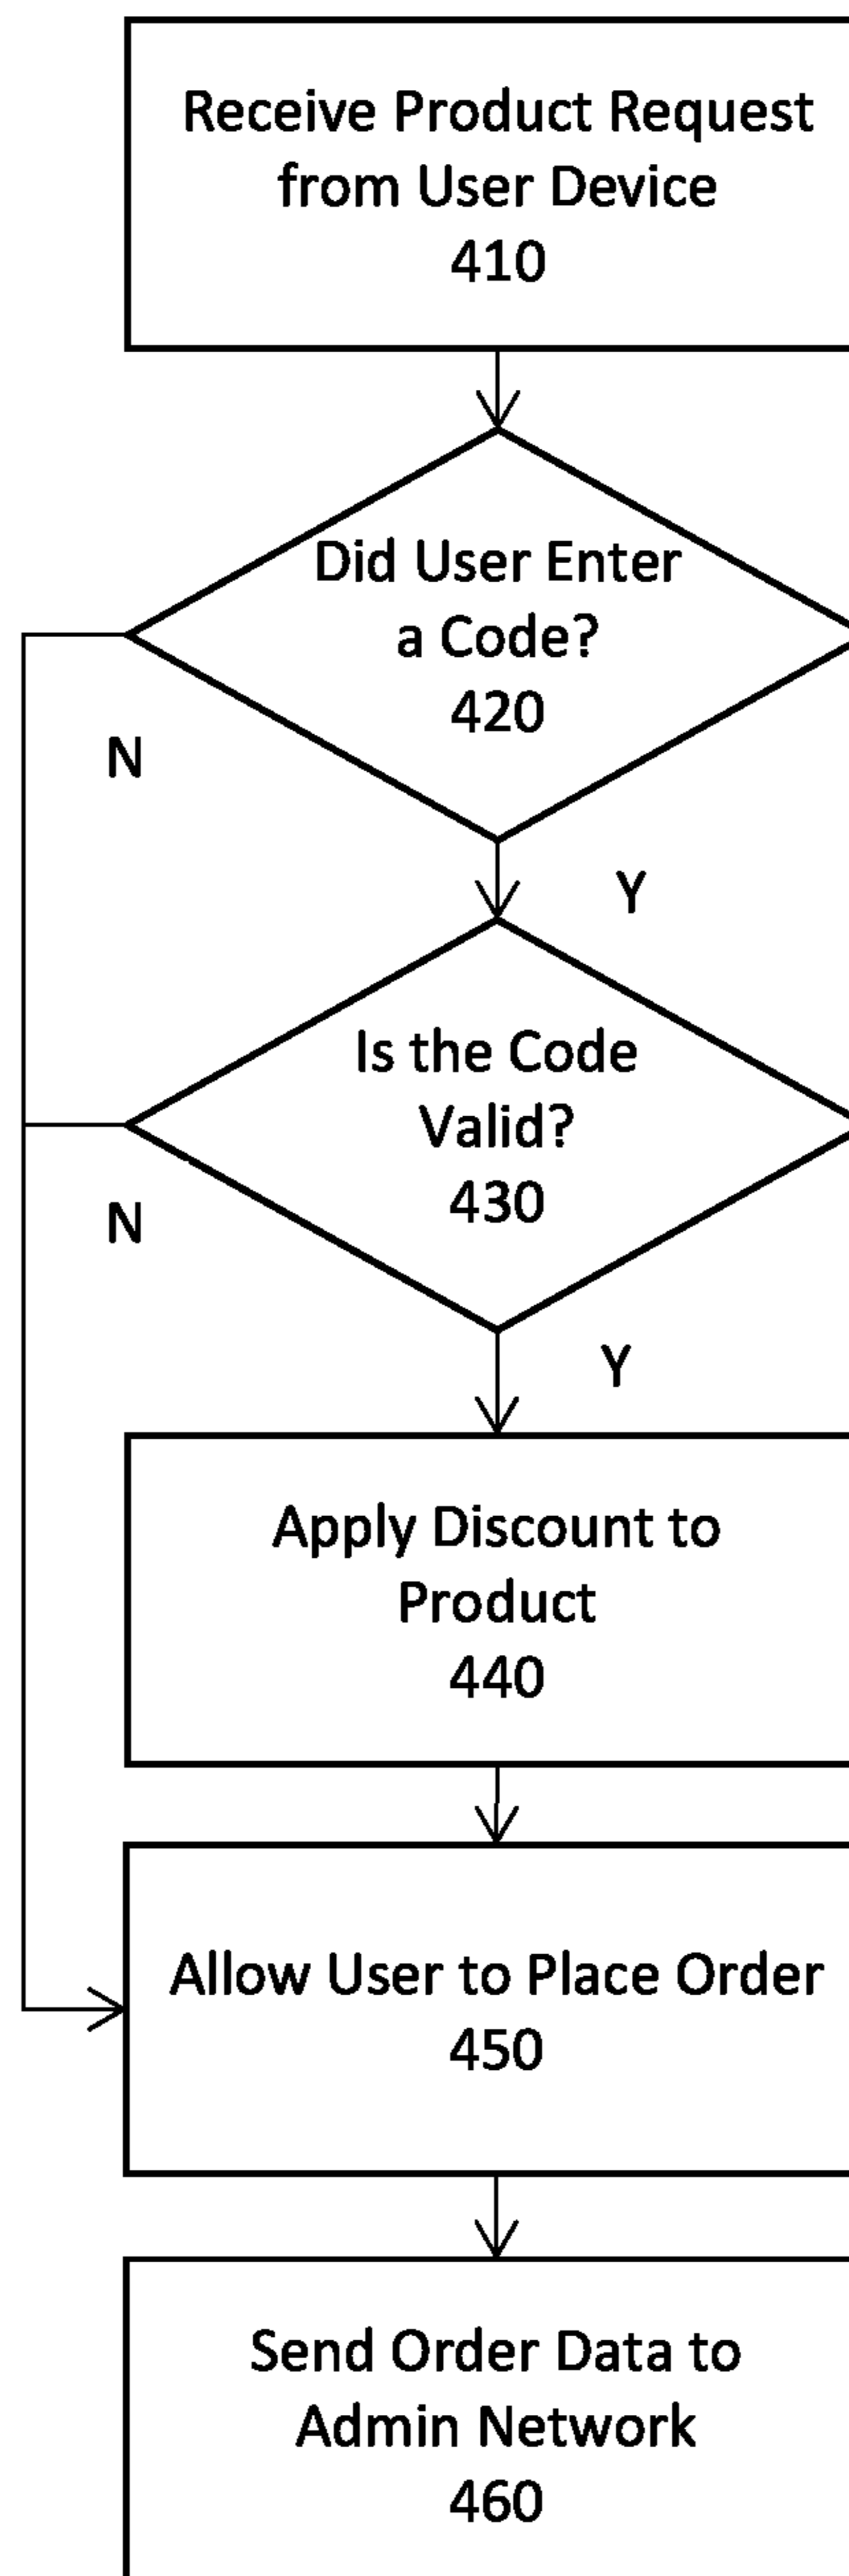 Receive Product Request
from User Device
410
Did User Enter
a Code?
420
N
Y
Is the Code
Valid?
430
N
Y
Apply Discount to
Product
440
Allow User to Place Order
450
Send Order Data to
Admin Network
460